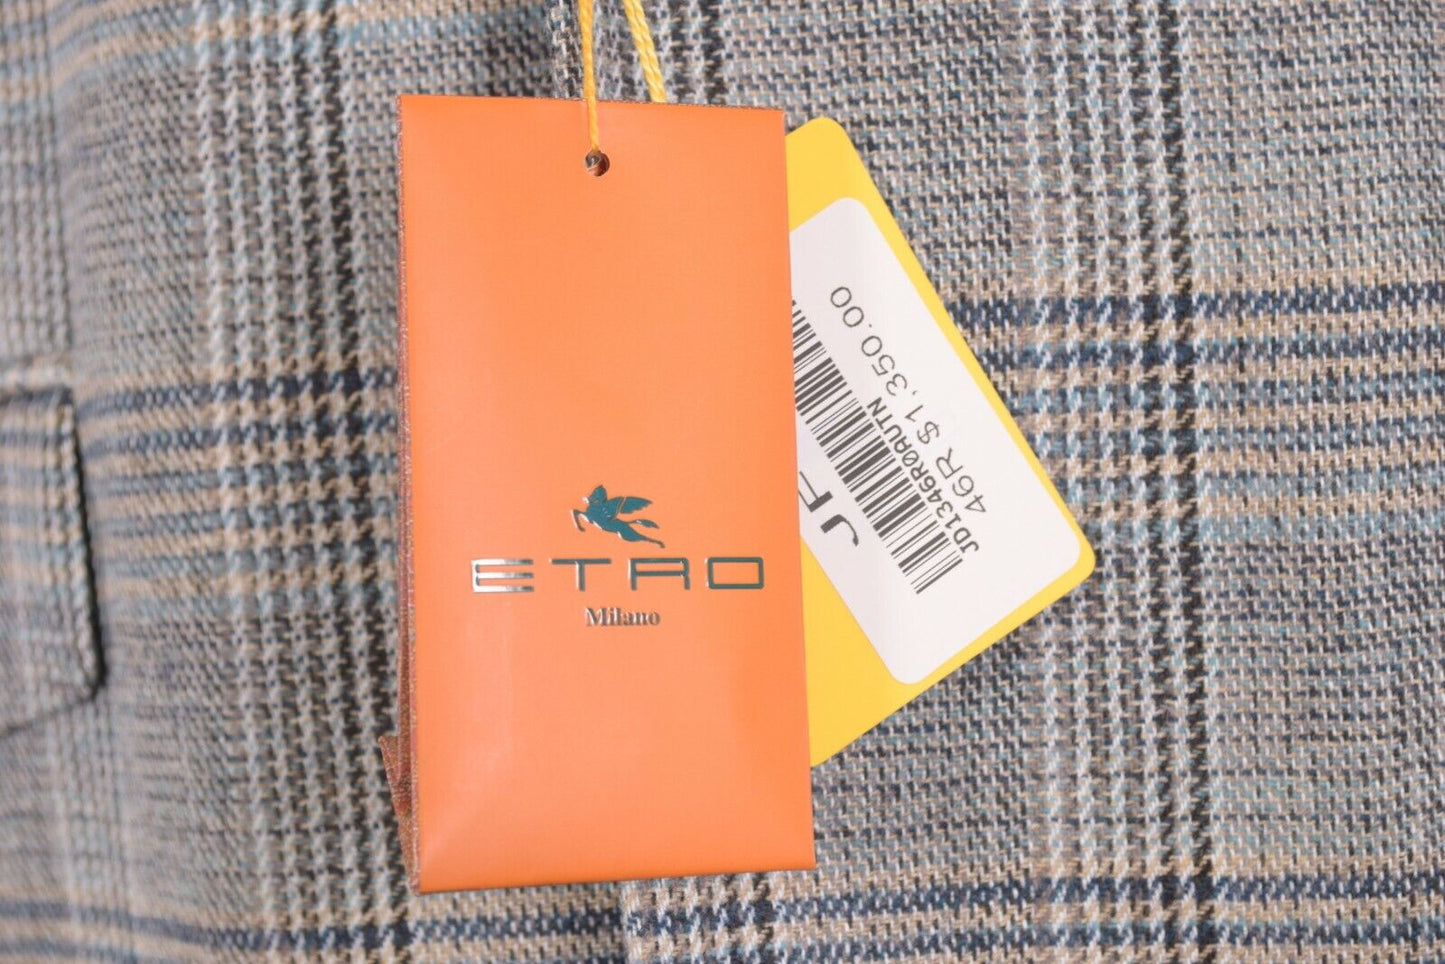 ETRO
Milano
JF
JD1346R0AUTN
46R $1,350.00